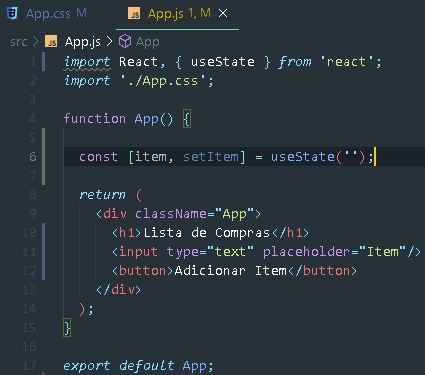 App.css M App.js 1, M
src > JS App.js > App
1 import React, { useState } from 'react';
2 import './App.css';
3
4 function App() {
5
6 const [item, setItem] = useState('');
7
8 return (
9 <div className="App">
10 <h1>Lista de Compras</h1>
11 <input type="text" placeholder="Item"/>
12 <button>Adicionar Item</button>
13 </div>
14 );
15 }
16
17 export default App;